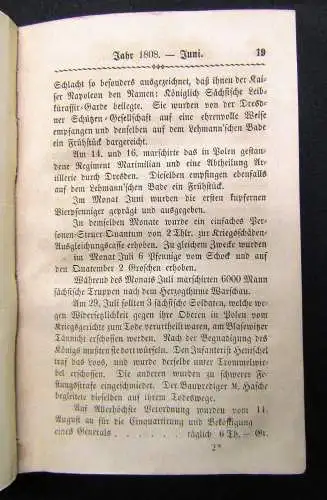 Jahr 1808. — Juni. 19
Schlacht so besonders ausgezeichnet, daß ihnen der Kai-
ser Napoleon den Namen: Königlich Sächsische Leib-
kürassir-Garde beilegte. Sie wurden von der Dresd-
ner Schützen-Gesellschaft auf eine ehrenvolle Weise
empfangen und denselben auf dem Lehmann'schen Bade
ein Frühstück dargereicht.
Am 14. und 16. marschirte das in Polen gestan-
dene Regiment Maximilian und eine Abtheilung Ar-
tillerie durch Dresden. Dieselben empfingen ebenfalls
auf dem Lehmann'schen Bade ein Frühstück.
Im Monat Juni wurden die ersten kupfernen
Vierpfenniger geprägt und ausgegeben.
In demselben Monate wurde ein einfaches Per-
sonen-Steuer-Quantum von 2 Thlr. zu Kriegsschäden-
Ausgleichungscasse erhoben. Zu gleichem Zwecke wurden
im Monat Juli 6 Pfennige vom Schock und auf
den Quatember 2 Groschen erhoben.
Während des Monats Juli marschirten 6000 Mann
sächsische Truppen nach dem Herzogthume Warschau.
Am 29. Juli sollten 3 sächsische Soldaten, welche we-
gen Widersetzlichkeit gegen ihre Oberen in Polen vom
Kriegsgericht zum Tode verurtheilt waren, am Blasewitzer
Tännicht erschossen werden. Nach der Begnadigung des
Königs mußten sie dort würfeln. Den Infanterist Hentschel
traf das Loos, und wurde derselbe unter Trommelwir-
bel erschossen. Die anderen wurden zu schwerer Fe-
stungsstrafe eingeschmiedet. Der Bauprediger M. Hasche
begleitete dieselben auf ihrem Todeswege.
Auf Allerhöchste Verordnung wurden vom 14.
August an für die Einquartirung und Beköstigung
eines Generals . . . . . . täglich 6 Th. — Gr.
2*